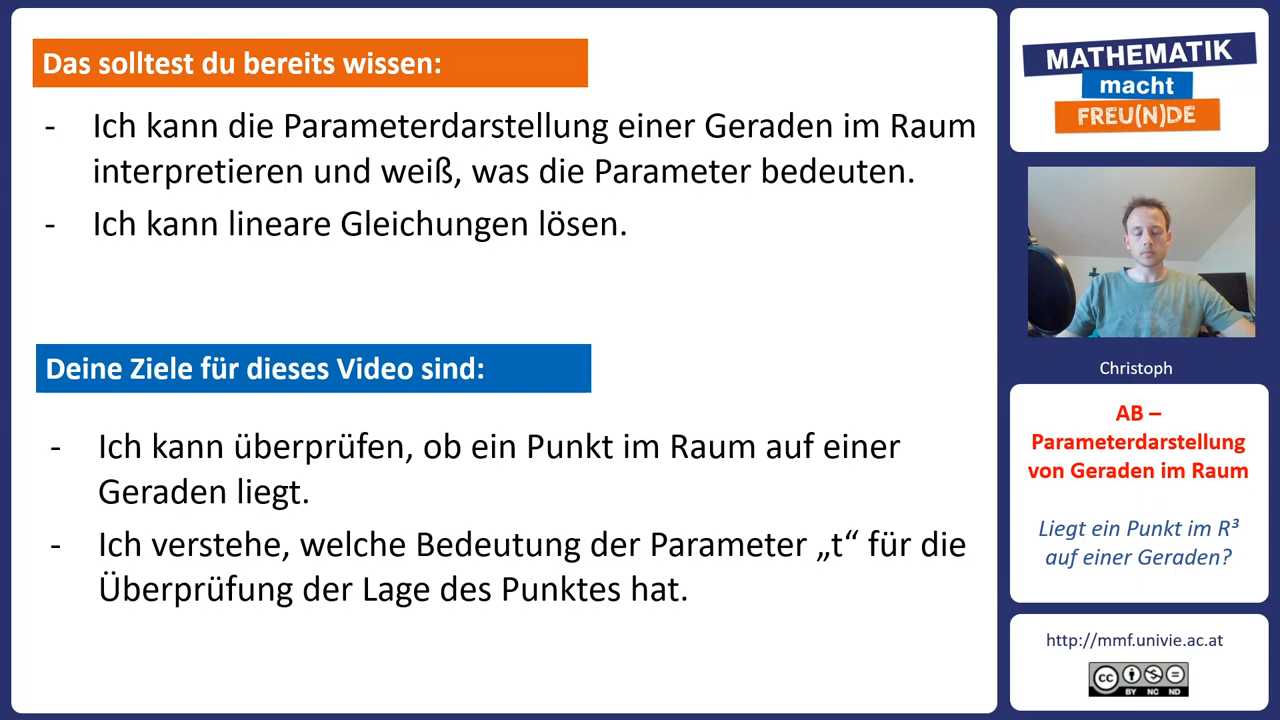 Das solltest du bereits wissen:
- Ich kann die Parameterdarstellung einer Geraden im Raum
interpretieren und weiß, was die Parameter bedeuten.
- Ich kann lineare Gleichungen lösen.
Deine Ziele für dieses Video sind:
- Ich kann überprüfen, ob ein Punkt im Raum auf einer
Geraden liegt.
- Ich verstehe, welche Bedeutung der Parameter „t“ für die
Überprüfung der Lage des Punktes hat.
MATHEMATIK
macht
FREU(N)DE
Christoph
AB –
Parameterdarstellung
von Geraden im Raum
Liegt ein Punkt im R³
auf einer Geraden?
http://mmf.univie.ac.at
cc
BY NC ND